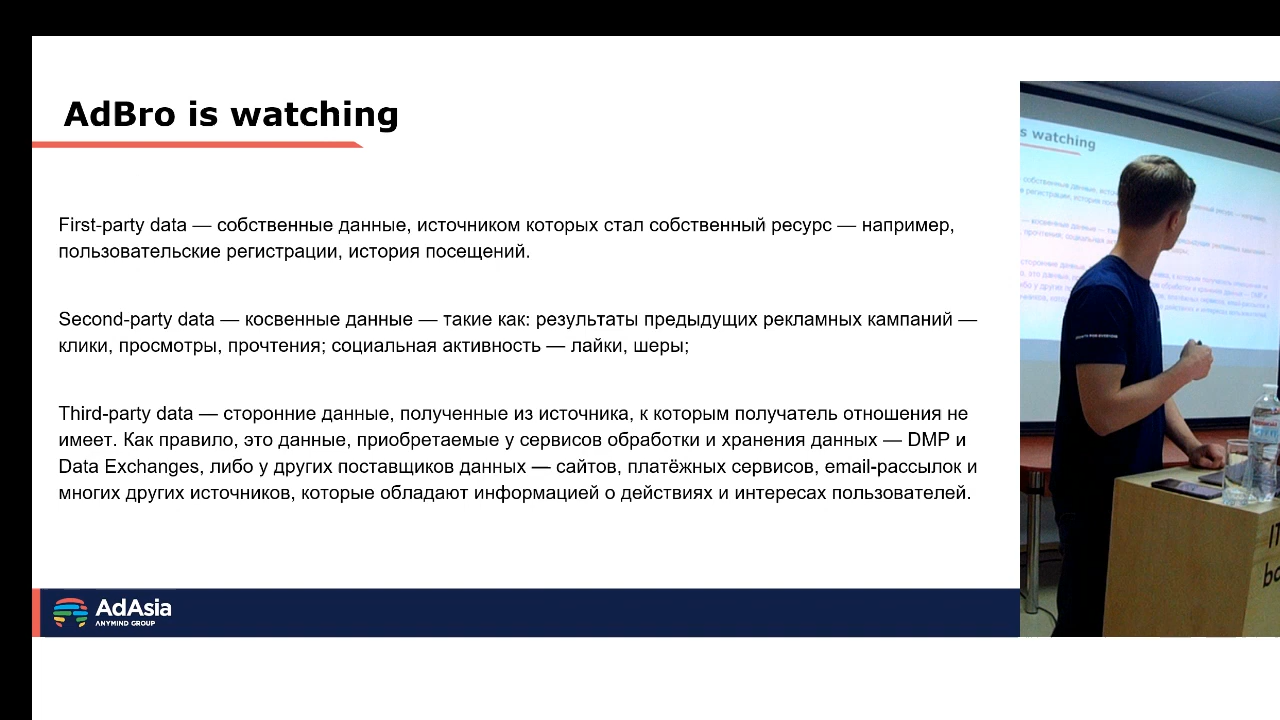 AdBro is watching
First-party data — собственные данные, источником которых стал собственный ресурс — например,
пользовательские регистрации, история посещений.
Second-party data — косвенные данные — такие как: результаты предыдущих рекламных кампаний —
клики, просмотры, прочтения; социальная активность — лайки, шеры;
Third-party data — сторонние данные, полученные из источника, к которым получатель отношения не
имеет. Как правило, это данные, приобретаемые у сервисов обработки и хранения данных — DMP и
Data Exchanges, либо у других поставщиков данных — сайтов, платёжных сервисов, email-рассылок и
многих других источников, которые обладают информацией о действиях и интересах пользователей.
AdAsia
ANYMIND GROUP
s watching